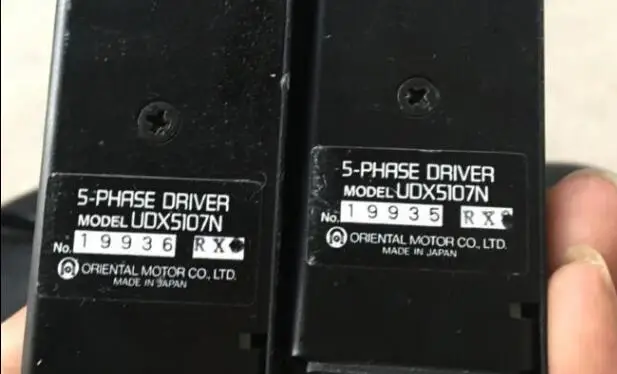 5-PHASE DRIVER
MODEL UDX5107N
No. 19936 RX
ORIENTAL MOTOR CO., LTD.
MADE IN JAPAN
5-PHASE DRIVER
MODEL UDX5107N
No. 19935 RX
ORIENTAL MOTOR CO., LTD.
MADE IN JAPAN